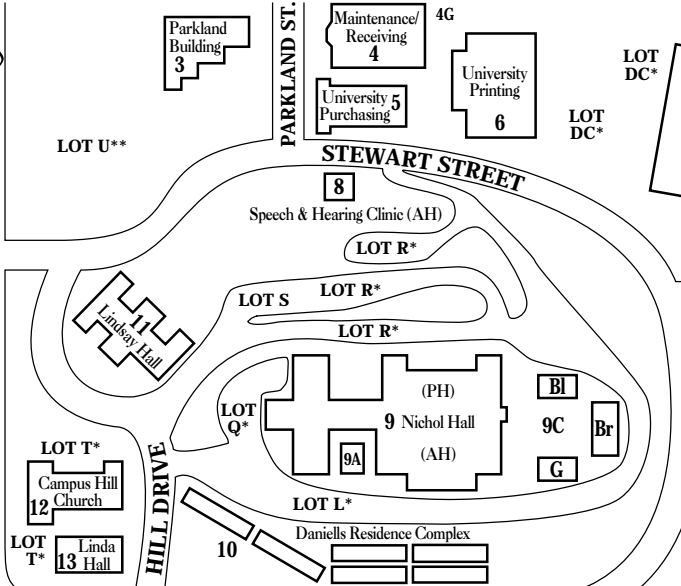 Parkland
Building
3
PARKLAND ST.
Maintenance/
Receiving
4
4G
University
Purchasing 5
University
Printing
6
LOT
DC*
LOT
DC*
LOT U**
STEWART STREET
8
Speech & Hearing Clinic (AH)
LOT R*
LOT S
LOT R*
LOT R*
11
Lindsay Hall
LOT
Q*
(PH)
9 Nichol Hall
(AH)
9A
Bl
9C
Br
G
LOT T*
Campus Hill
Church
12
HILL DRIVE
LOT L*
LOT
T*
13 Linda
Hall
10
Daniells Residence Complex